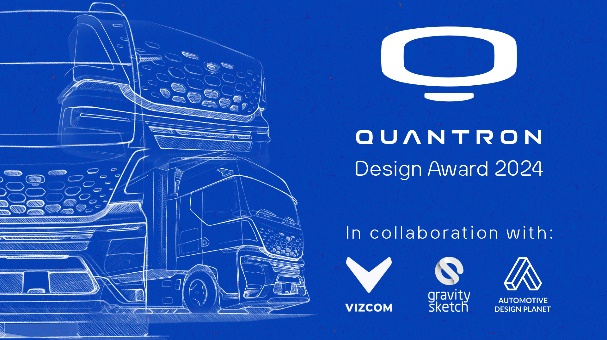 QUANTRON
Design Award 2024
In collaboration with:
VIZCOM
gravity
sketch
AUTOMOTIVE
DESIGN PLANET